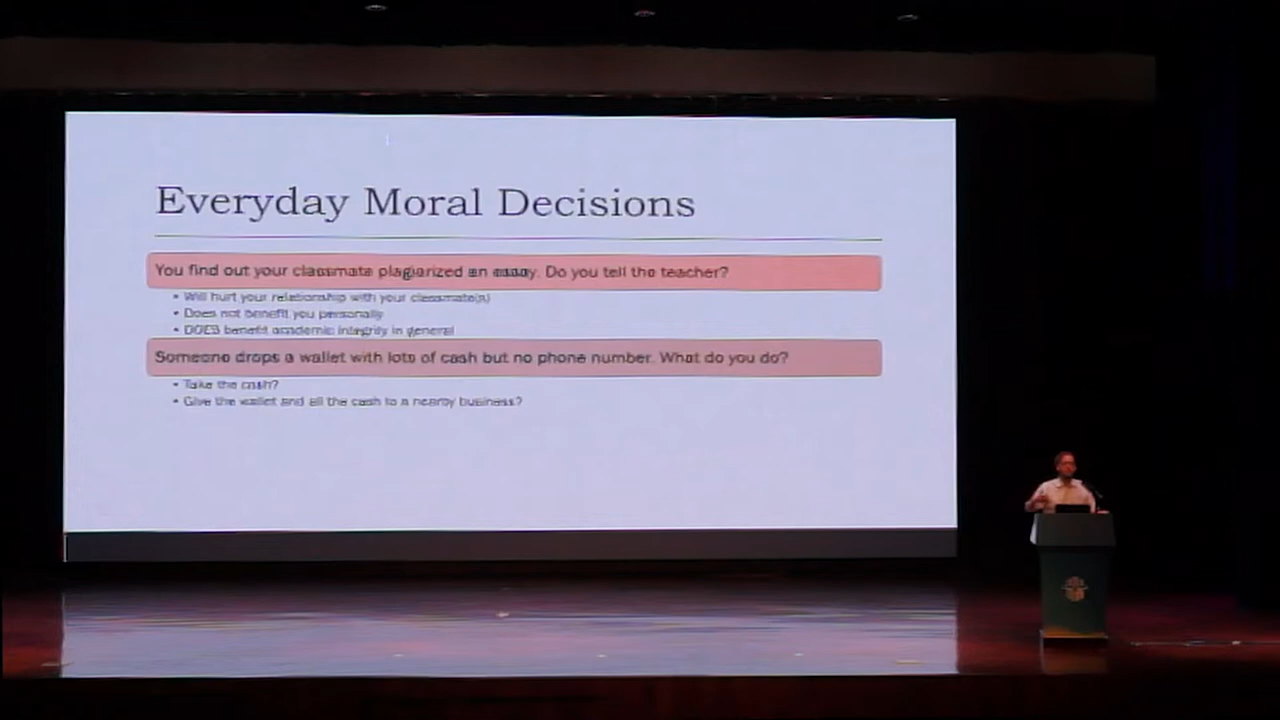 Everyday Moral Decisions
You find out your classmate plagiarized an essay. Do you tell the teacher?
• Will hurt your relationship with your classmate(s)
• Does not benefit you personally
• DOES benefit academic integrity in general
Someone drops a wallet with lots of cash but no phone number. What do you do?
• Take the cash?
• Give the wallet and all the cash to a nearby business?